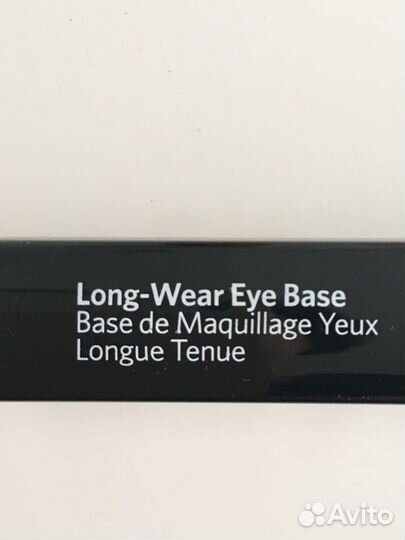 Long-Wear Eye Base
Base de Maquillage Yeux
Longue Tenue
Avito